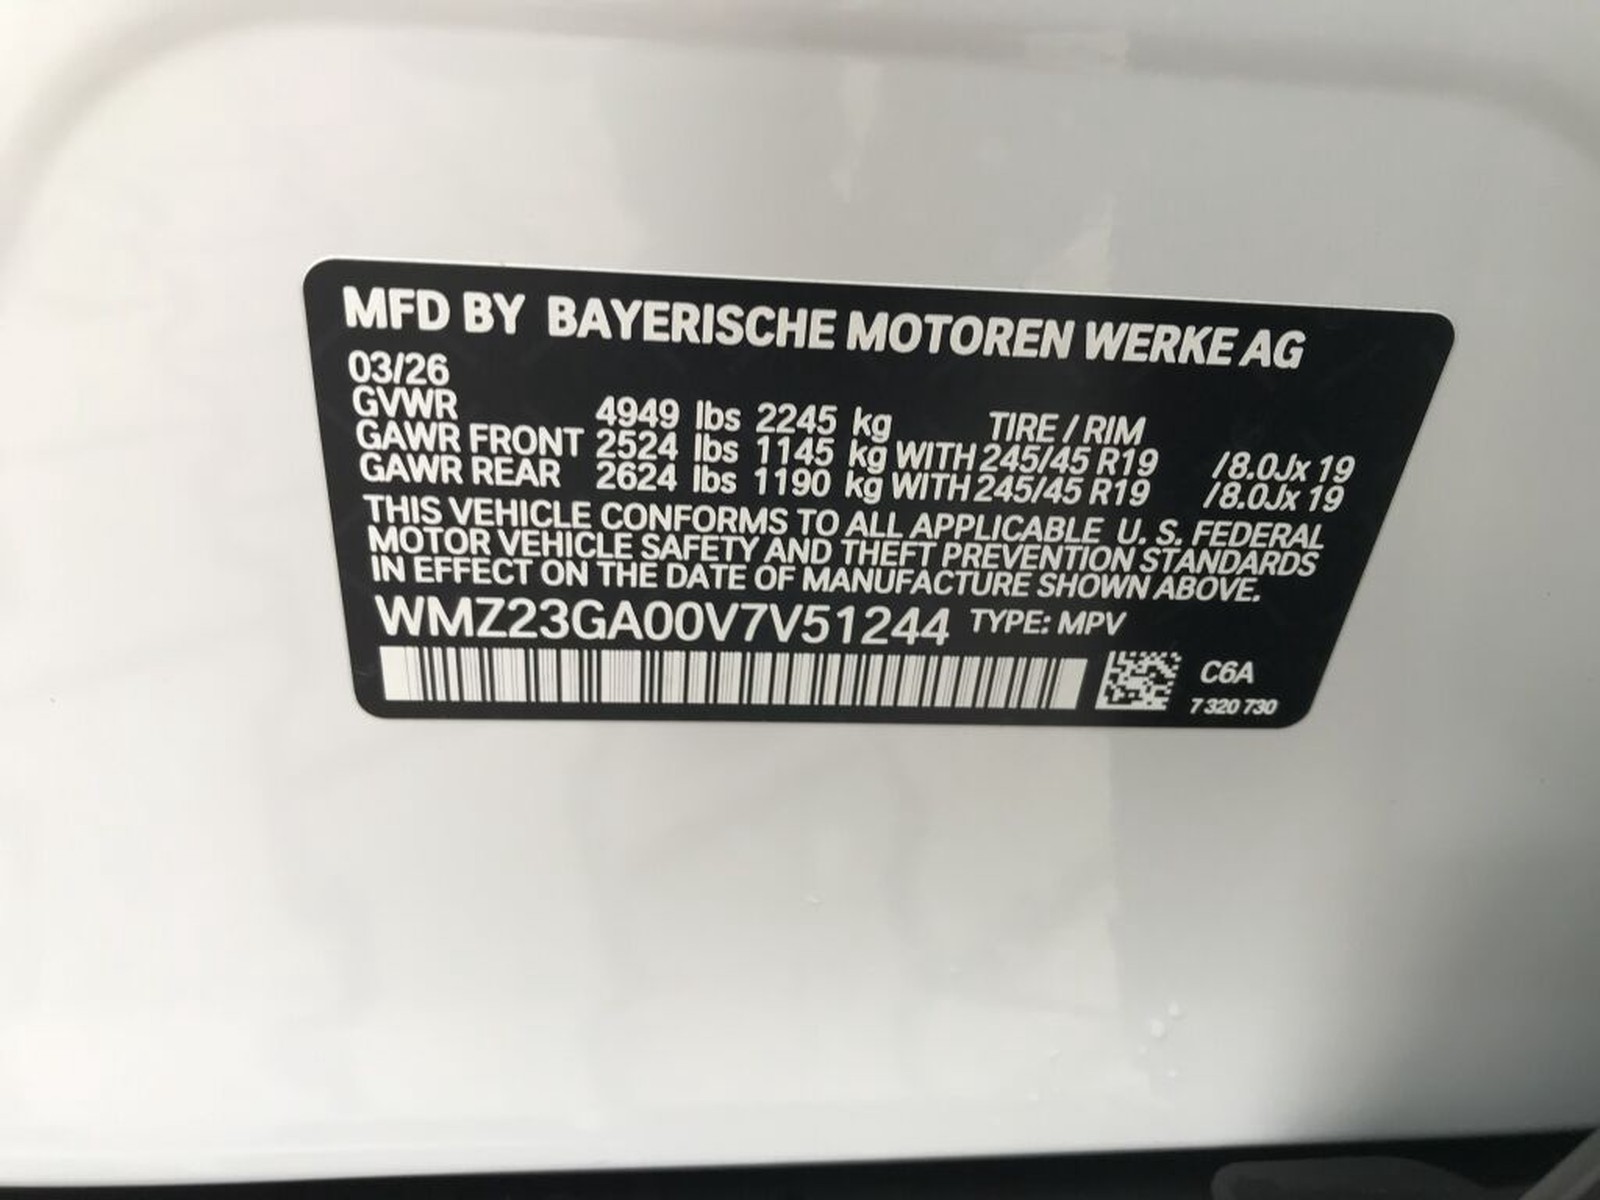 MFD BY BAYERISCHE MOTOREN WERKE AG
03/26
GVWR 4949 lbs 2245 kg TIRE / RIM
GAWR FRONT 2524 lbs 1145 kg WITH 245/45 R19 /8.0Jx 19
GAWR REAR 2624 lbs 1190 kg WITH 245/45 R19 /8.0Jx 19
THIS VEHICLE CONFORMS TO ALL APPLICABLE U. S. FEDERAL
MOTOR VEHICLE SAFETY AND THEFT PREVENTION STANDARDS
IN EFFECT ON THE DATE OF MANUFACTURE SHOWN ABOVE.
WMZ23GA00V7V51244 TYPE: MPV
C6A
7 320 730